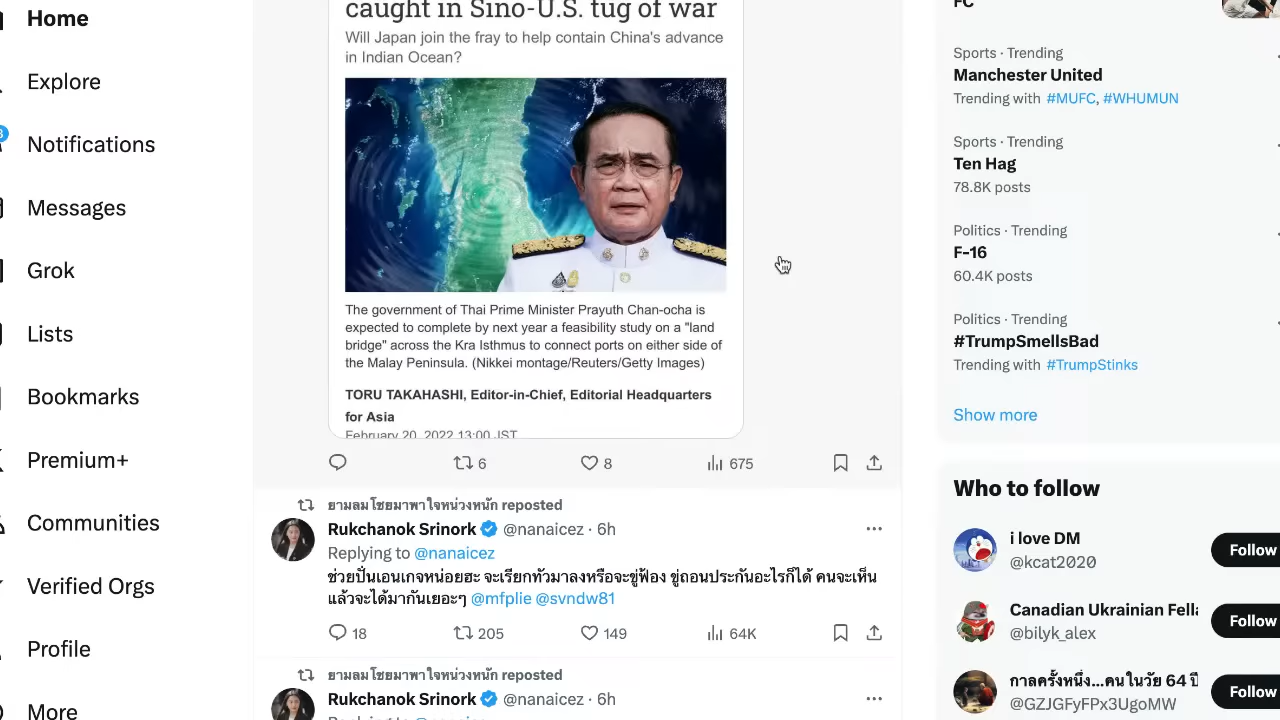 Home
Explore
Notifications
Messages
Grok
Lists
Bookmarks
Premium+
Communities
Verified Orgs
Profile
More
caught in Sino-U.S. tug of war
Will Japan join the fray to help contain China's advance
in Indian Ocean?
The government of Thai Prime Minister Prayuth Chan-ocha is
expected to complete by next year a feasibility study on a "land
bridge" across the Kra Isthmus to connect ports on either side of
the Malay Peninsula. (Nikkei montage/Reuters/Getty Images)
TORU TAKAHASHI, Editor-in-Chief, Editorial Headquarters
for Asia
February 20, 2022 13:00 JST
6 8 675
ยามลมโชยมาพาใจหน่วงหนัก reposted
Rukchanok Srinork @nanaicez · 6h
Replying to @nanaicez
ช่วยปั่นเอนเกจหน่อยฮะ จะเรียกทัวมาลงหรือจะขู่ฟ้อง ขู่ถอนประกันอะไรก็ได้ คนจะเห็น
แล้วจะได้มากันเยอะๆ @mfplie @svndw81
18 205 149 64K
ยามลมโชยมาพาใจหน่วงหนัก reposted
Rukchanok Srinork @nanaicez · 6h
Replying to @nanaicez
FC
Sports · Trending
Manchester United
Trending with #MUFC, #WHUMUN
Sports · Trending
Ten Hag
78.8K posts
Politics · Trending
F-16
60.4K posts
Politics · Trending
#TrumpSmellsBad
Trending with #TrumpStinks
Show more
Who to follow
i love DM
@kcat2020
Follow
Canadian Ukrainian Fella
@bilyk_alex
Follow
กาลครั้งหนึ่ง...คนในวัย 64 ปี
@GZJGFyFPx3UgoMW
Follow